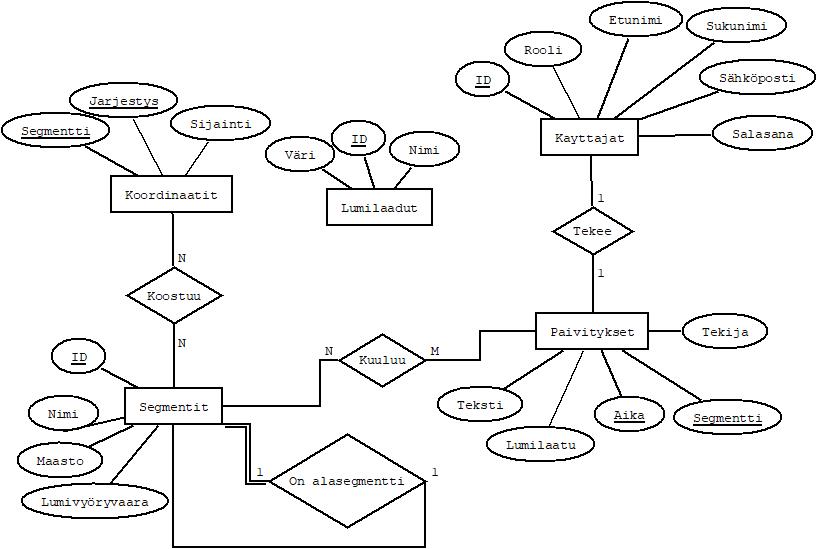 Etunimi
Sukunimi
Rooli
ID
Sähköposti
Jarjestys
Segmentti
Sijainti
Salasana
Kayttajat
ID
Väri
Nimi
Koordinaatit
Lumilaadut
1
Tekee
N
1
Koostuu
Paivitykset
Tekija
N
N
M
ID
Kuuluu
Segmentit
Teksti
Nimi
Aika
Segmentti
Lumilaatu
Maasto
1
1
On alasegmentti
Lumivyöryvaara